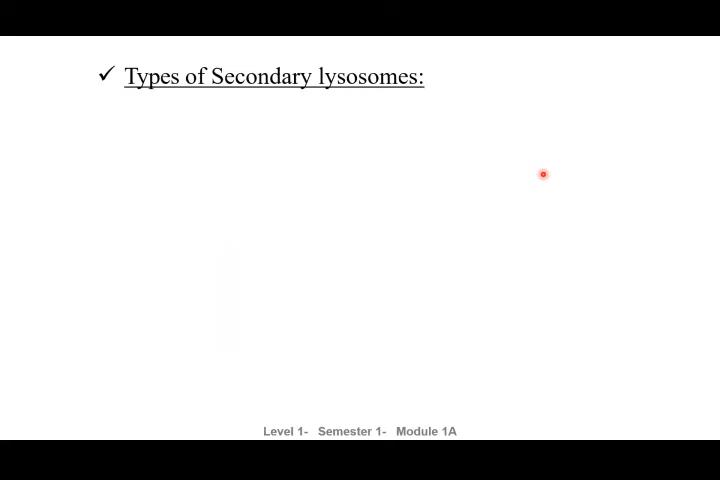 ✓ Types of Secondary lysosomes:
Level 1- Semester 1- Module 1A